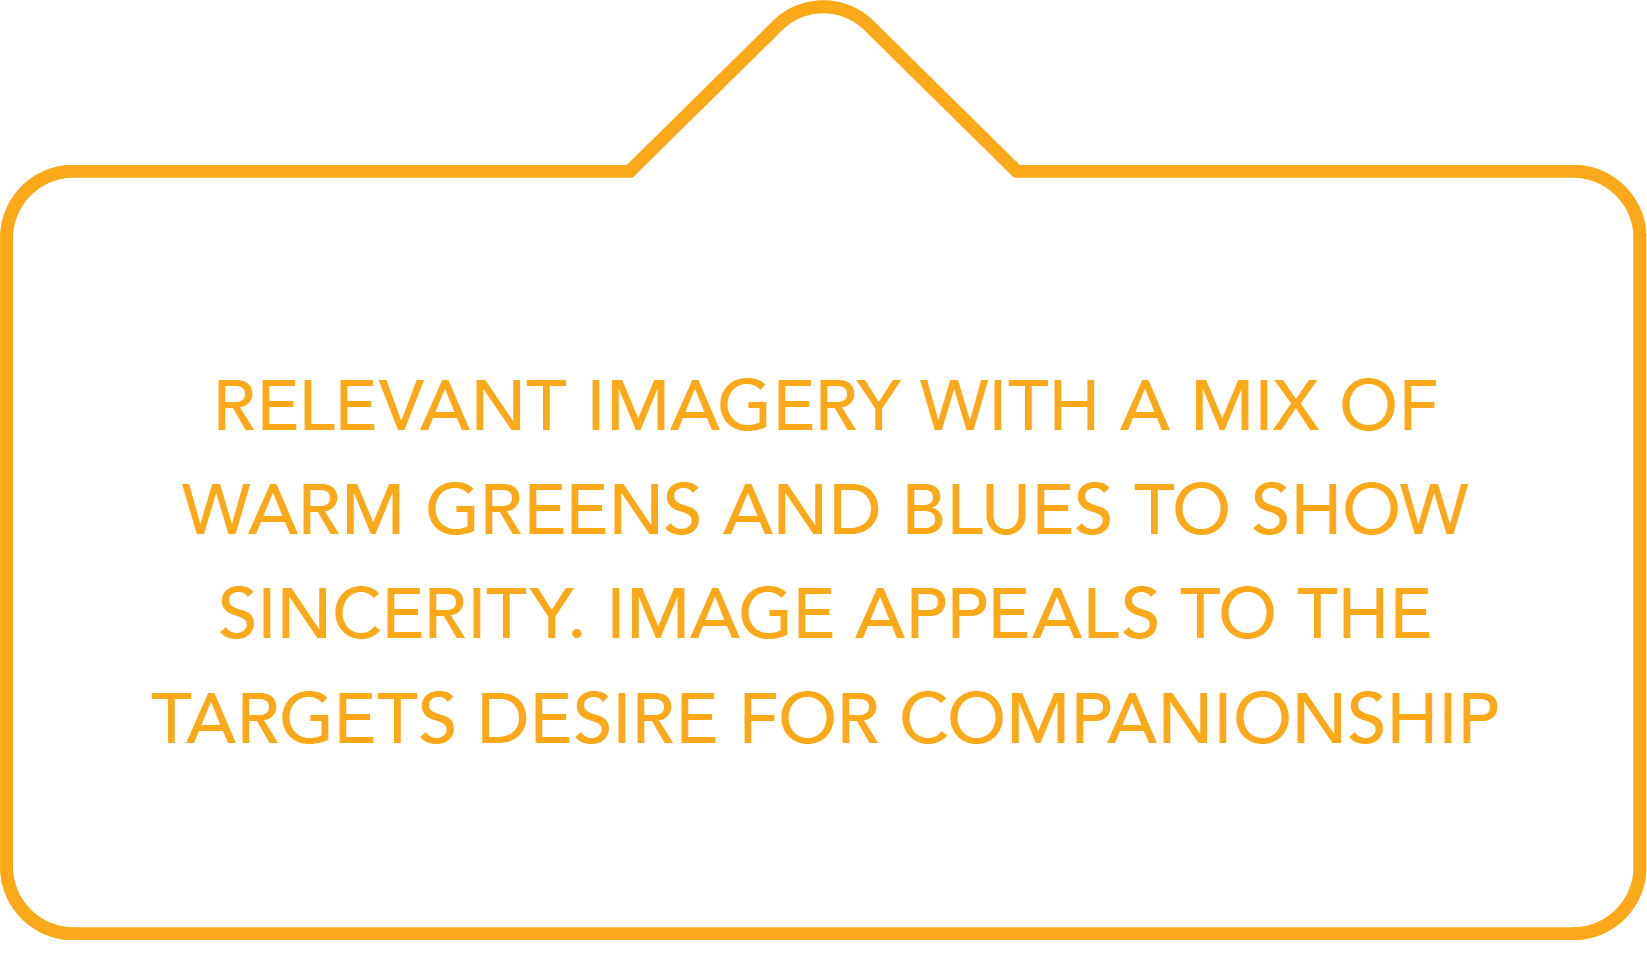 RELEVANT IMAGERY WITH A MIX OF
WARM GREENS AND BLUES TO SHOW
SINCERITY. IMAGE APPEALS TO THE
TARGETS DESIRE FOR COMPANIONSHIP